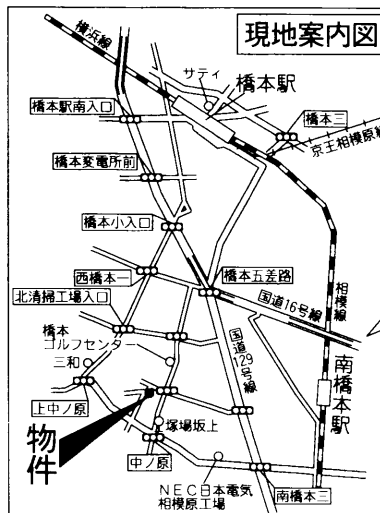 現地案内図
横浜線
サティ
橋本駅
橋本駅南入口
橋本三
京王相模原線
橋本変電所前
橋本小入口
西橋本一
橋本五差路
北清掃工場入口
国道16号線
相模線
橋本
ゴルフセンター
国道129号線
三和
南橋本駅
上中ノ原
物件
塚場坂上
中ノ原
NEC日本電気
相模原工場
南橋本三